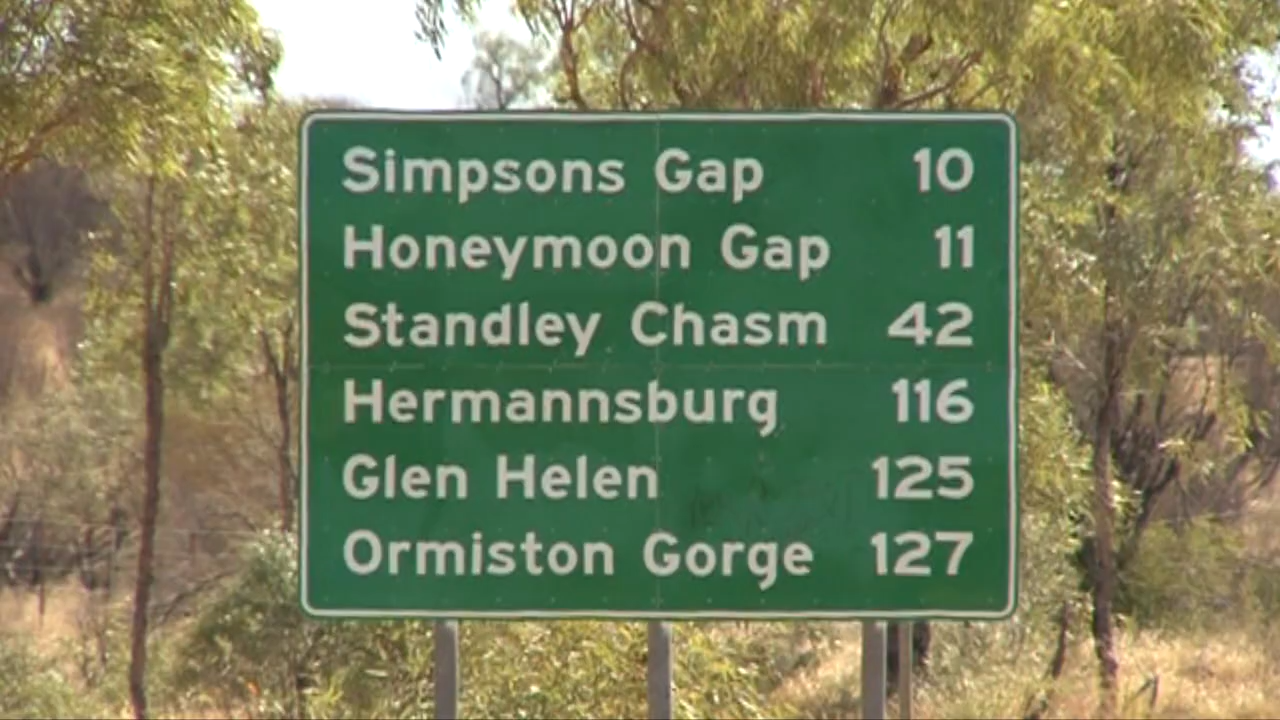 Simpsons Gap 10
Honeymoon Gap 11
Standley Chasm 42
Hermannsburg 116
Glen Helen 125
Ormiston Gorge 127